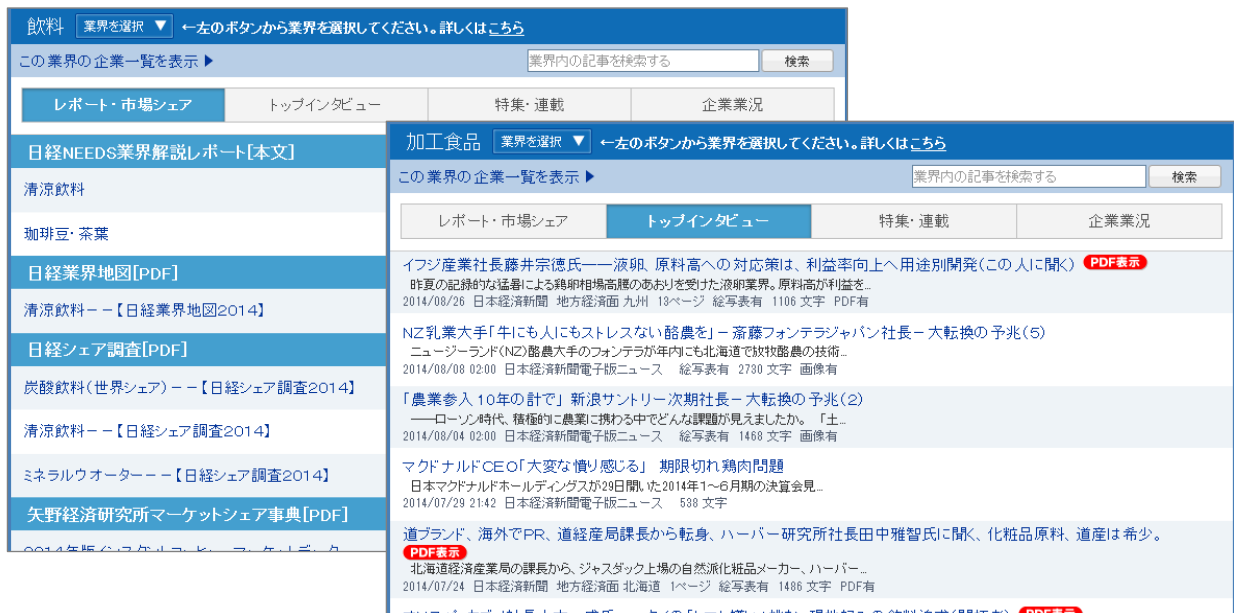 飲料 業界を選択 ▼ ←左のボタンから業界を選択してください。詳しくはこちら
この業界の企業一覧を表示▶ 業界内の記事を検索する 検索
レポート・市場シェア トップインタビュー 特集・連載 企業業況
日経NEEDS業界解説レポート[本文]
清涼飲料
珈琲豆・茶葉
日経業界地図[PDF]
清涼飲料－－【日経業界地図2014】
日経シェア調査[PDF]
炭酸飲料(世界シェア)－－【日経シェア調査2014】
清涼飲料－－【日経シェア調査2014】
ミネラルウオーター－－【日経シェア調査2014】
矢野経済研究所マーケットシェア事典[PDF]
加工食品 業界を選択 ▼ ←左のボタンから業界を選択してください。詳しくはこちら
この業界の企業一覧を表示▶ 業界内の記事を検索する 検索
レポート・市場シェア トップインタビュー 特集・連載 企業業況
イフジ産業社長藤井宗徳氏――液卵、原料高への対応策は、利益率向上へ用途別開発(この人に聞く) PDF表示
昨夏の記録的な猛暑による鶏卵相場高騰のあおりを受けた液卵業界。原料高が利益を…
2014/08/26 日本経済新聞 地方経済面 九州 13ページ 絵写表有 1106 文字 PDF有
NZ乳業大手「牛にも人にもストレスない酪農を」－斎藤フォンテラジャパン社長－大転換の予兆(5)
ニュージーランド(NZ)酪農大手のフォンテラが年内にも北海道で放牧酪農の技術…
2014/08/08 02:00 日本経済新聞電子版ニュース 絵写表有 2730 文字 画像有
「農業参入10年の計で」新浪サントリー次期社長－大転換の予兆(2)
――ローソン時代、積極的に農業に携わる中でどんな課題が見えましたか。 「土…
2014/08/04 02:00 日本経済新聞電子版ニュース 絵写表有 1468 文字 画像有
マクドナルドCEO「大変な憤り感じる」 期限切れ鶏肉問題
日本マクドナルドホールディングスが29日開いた2014年1～6月期の決算会見…
2014/07/29 21:42 日本経済新聞電子版ニュース 538 文字
道ブランド、海外でPR、道経産局課長から転身、ハーバー研究所社長田中雅智氏に聞く、化粧品原料、道産は希少。
PDF表示
北海道経済産業局の課長から、ジャスダック上場の自然派化粧品メーカー、ハーバー…
2014/07/24 日本経済新聞 地方経済面 北海道 1ページ 絵写表有 1486 文字 PDF有
PDF表示